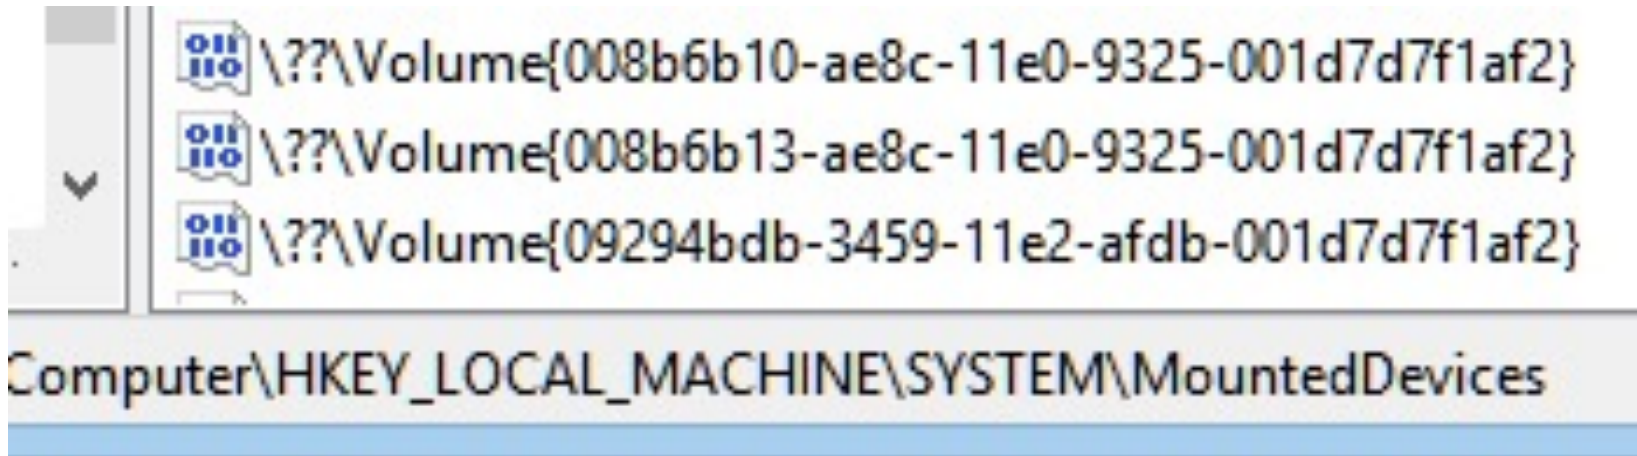 \??\Volume{008b6b10-ae8c-11e0-9325-001d7d7f1af2}
\??\Volume{008b6b13-ae8c-11e0-9325-001d7d7f1af2}
\??\Volume{09294bdb-3459-11e2-afdb-001d7d7f1af2}
Computer\HKEY_LOCAL_MACHINE\SYSTEM\MountedDevices